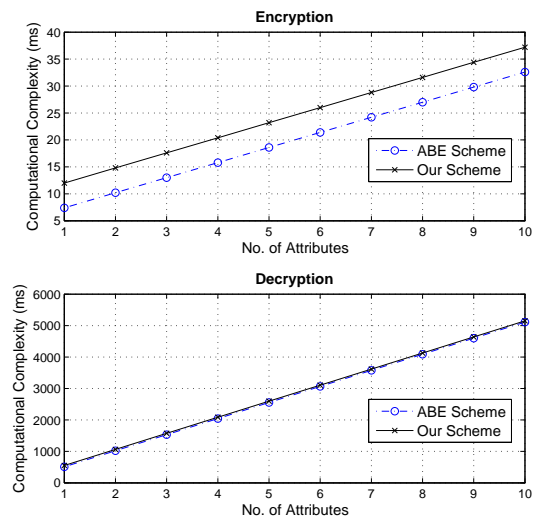 Encryption
Computational Complexity (ms)
40
35
30
25
20
15
10
5
ABE Scheme
Our Scheme
1 2 3 4 5 6 7 8 9 10
No. of Attributes
Decryption
Computational Complexity (ms)
6000
5000
4000
3000
2000
1000
0
ABE Scheme
Our Scheme
1 2 3 4 5 6 7 8 9 10
No. of Attributes